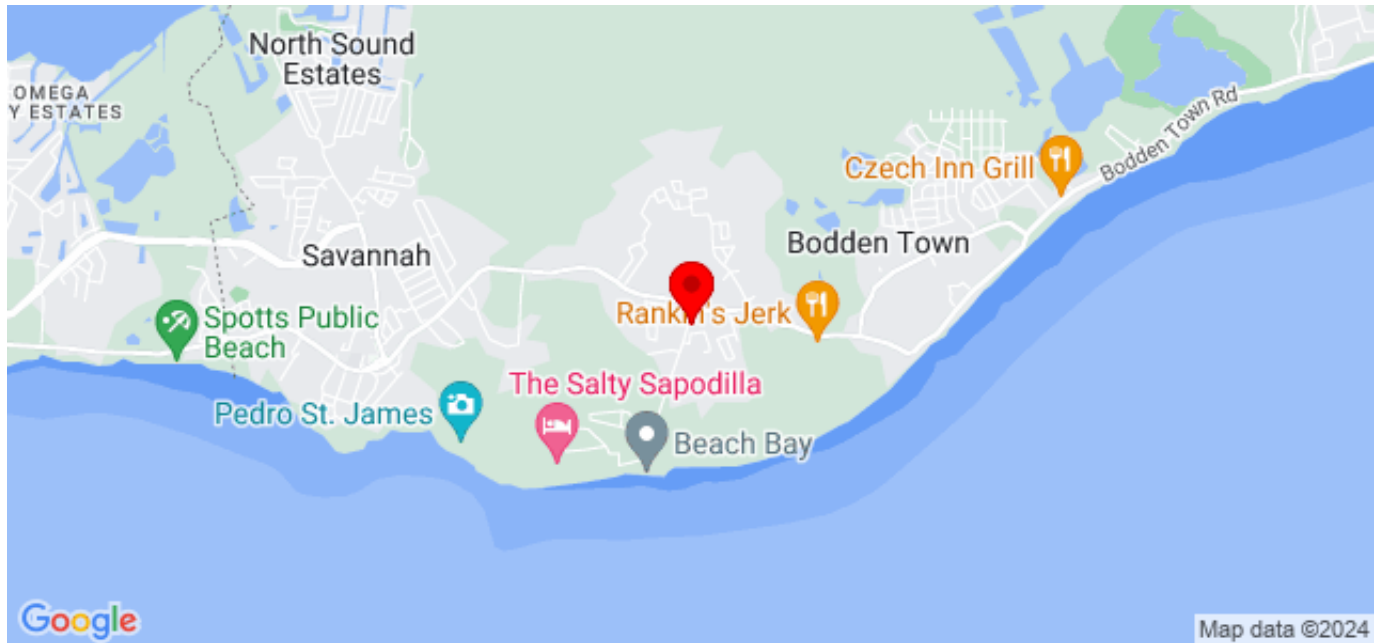 North Sound
Estates
OMEGA
Y ESTATES
Bodden Town Rd
Czech Inn Grill
Bodden Town
Savannah
Spotts Public
Beach
Rankin's Jerk
The Salty Sapodilla
Pedro St. James
Beach Bay
Google
Map data ©2024